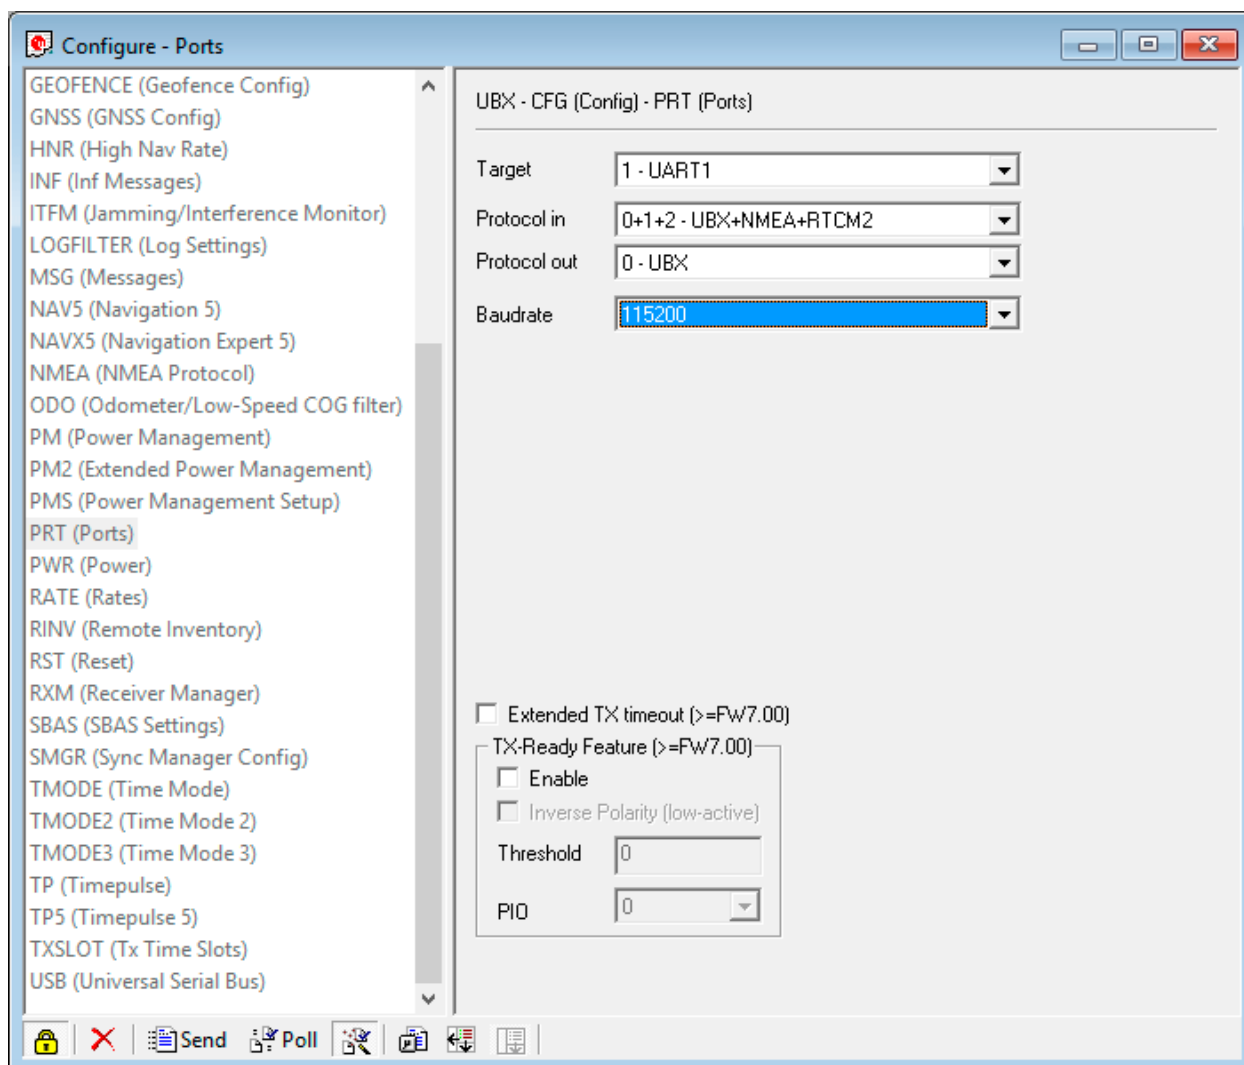 Configure - Ports
GEOFENCE (Geofence Config)
GNSS (GNSS Config)
HNR (High Nav Rate)
INF (Inf Messages)
ITFM (Jamming/Interference Monitor)
LOGFILTER (Log Settings)
MSG (Messages)
NAV5 (Navigation 5)
NAVX5 (Navigation Expert 5)
NMEA (NMEA Protocol)
ODO (Odometer/Low-Speed COG filter)
PM (Power Management)
PM2 (Extended Power Management)
PMS (Power Management Setup)
PRT (Ports)
PWR (Power)
RATE (Rates)
RINV (Remote Inventory)
RST (Reset)
RXM (Receiver Manager)
SBAS (SBAS Settings)
SMGR (Sync Manager Config)
TMODE (Time Mode)
TMODE2 (Time Mode 2)
TMODE3 (Time Mode 3)
TP (Timepulse)
TP5 (Timepulse 5)
TXSLOT (Tx Time Slots)
USB (Universal Serial Bus)
UBX - CFG (Config) - PRT (Ports)
Target 1 - UART1
Protocol in 0+1+2 - UBX+NMEA+RTCM2
Protocol out 0 - UBX
Baudrate 115200
Extended TX timeout (>=FW7.00)
TX-Ready Feature (>=FW7.00)
Enable
Inverse Polarity (low-active)
Threshold 0
PIO 0
Send Poll